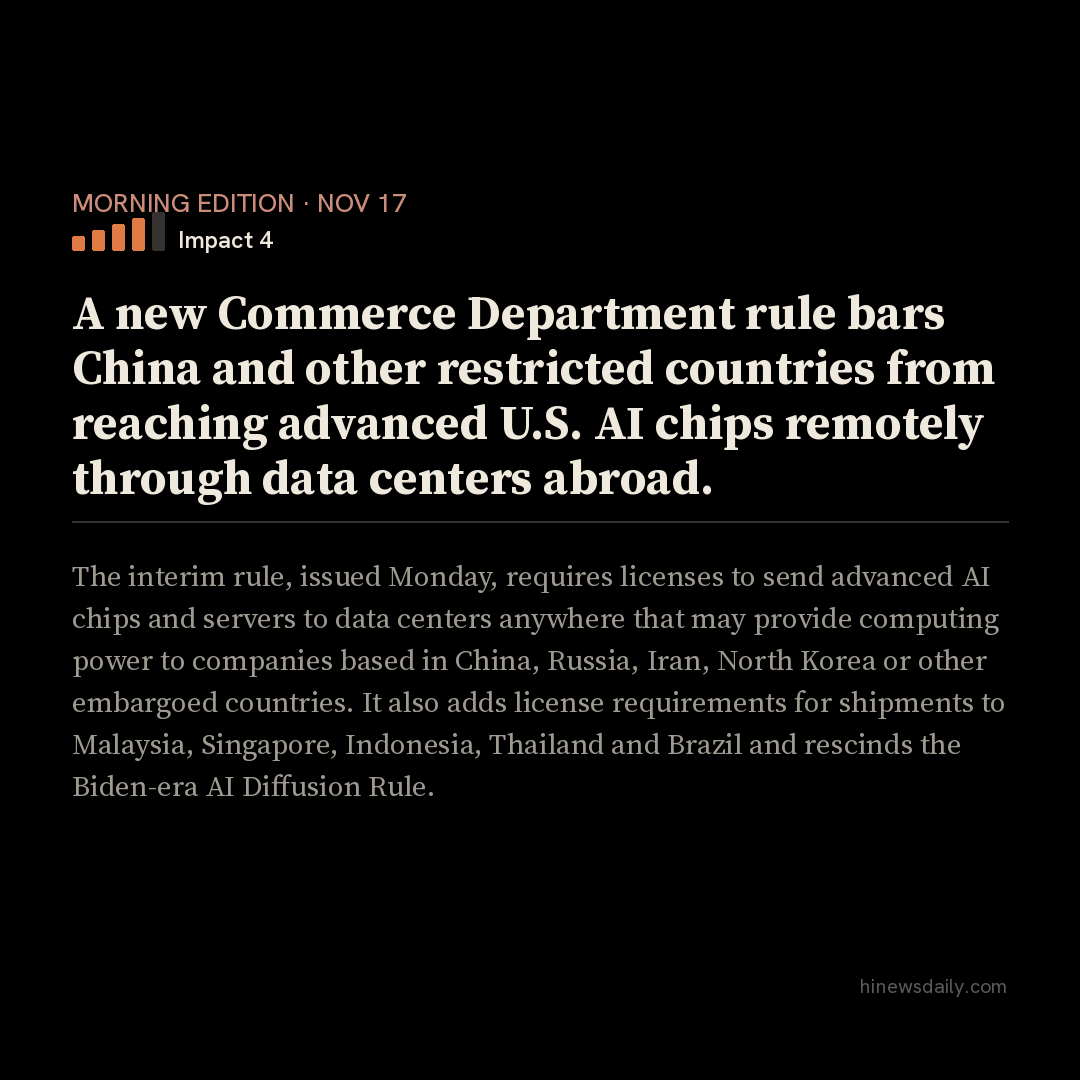 MORNING EDITION · NOV 17
Impact 4
A new Commerce Department rule bars
China and other restricted countries from
reaching advanced U.S. AI chips remotely
through data centers abroad.
The interim rule, issued Monday, requires licenses to send advanced AI
chips and servers to data centers anywhere that may provide computing
power to companies based in China, Russia, Iran, North Korea or other
embargoed countries. It also adds license requirements for shipments to
Malaysia, Singapore, Indonesia, Thailand and Brazil and rescinds the
Biden-era AI Diffusion Rule.
hinewsdaily.com